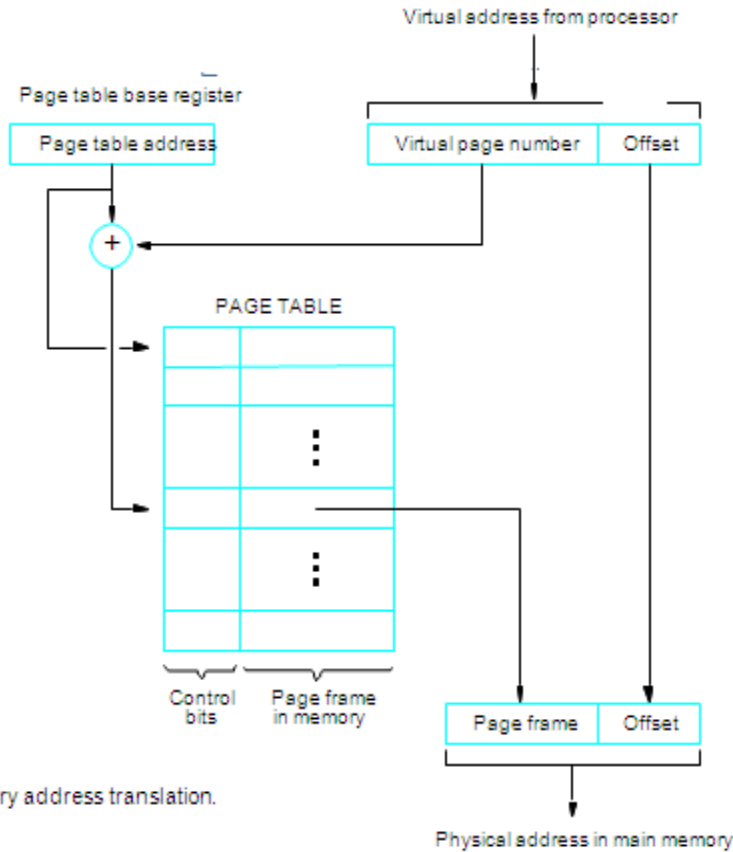 Virtual address from processor
Page table base register
Page table address
Virtual page number
Offset
+
PAGE TABLE
Control
bits
Page frame
in memory
Page frame
Offset
ry address translation.
Physical address in main memory